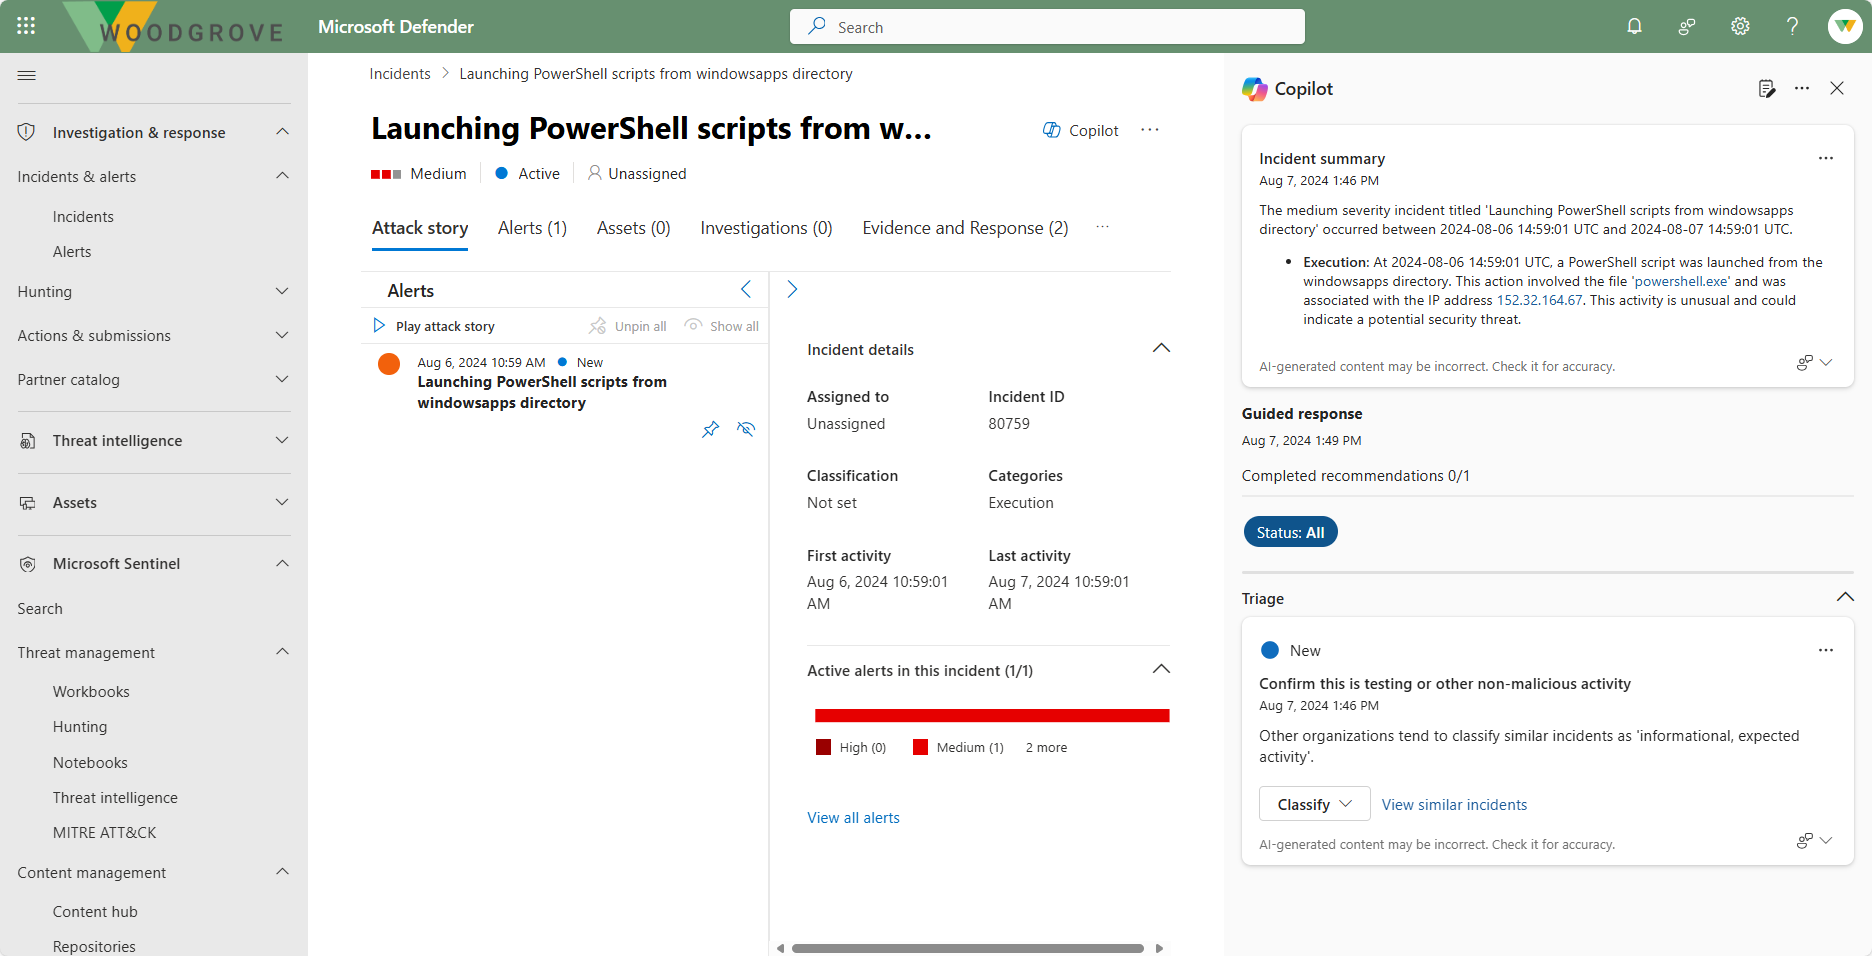 WOODGROVE
Microsoft Defender
Search
Investigation & response
Incidents & alerts
Incidents
Alerts
Hunting
Actions & submissions
Partner catalog
Threat intelligence
Assets
Microsoft Sentinel
Search
Threat management
Workbooks
Hunting
Notebooks
Threat intelligence
MITRE ATT&CK
Content management
Content hub
Repositories
Incidents > Launching PowerShell scripts from windowsapps directory
Launching PowerShell scripts from w...
Copilot ...
Medium
Active
Unassigned
Attack story Alerts (1) Assets (0) Investigations (0) Evidence and Response (2) ...
Alerts
Play attack story Unpin all Show all
Aug 6, 2024 10:59 AM New
Launching PowerShell scripts from
windowsapps directory
Incident details
Assigned to Incident ID
Unassigned 80759
Classification Categories
Not set Execution
First activity Last activity
Aug 6, 2024 10:59:01 Aug 7, 2024 10:59:01
AM AM
Active alerts in this incident (1/1)
High (0) Medium (1) 2 more
View all alerts
Copilot
Incident summary
Aug 7, 2024 1:46 PM
The medium severity incident titled 'Launching PowerShell scripts from windowsapps
directory' occurred between 2024-08-06 14:59:01 UTC and 2024-08-07 14:59:01 UTC.
• Execution: At 2024-08-06 14:59:01 UTC, a PowerShell script was launched from the
windowsapps directory. This action involved the file 'powershell.exe' and was
associated with the IP address 152.32.164.67. This activity is unusual and could
indicate a potential security threat.
AI-generated content may be incorrect. Check it for accuracy.
Guided response
Aug 7, 2024 1:49 PM
Completed recommendations 0/1
Status: All
Triage
New
Confirm this is testing or other non-malicious activity
Aug 7, 2024 1:46 PM
Other organizations tend to classify similar incidents as 'informational, expected
activity'.
Classify View similar incidents
AI-generated content may be incorrect. Check it for accuracy.